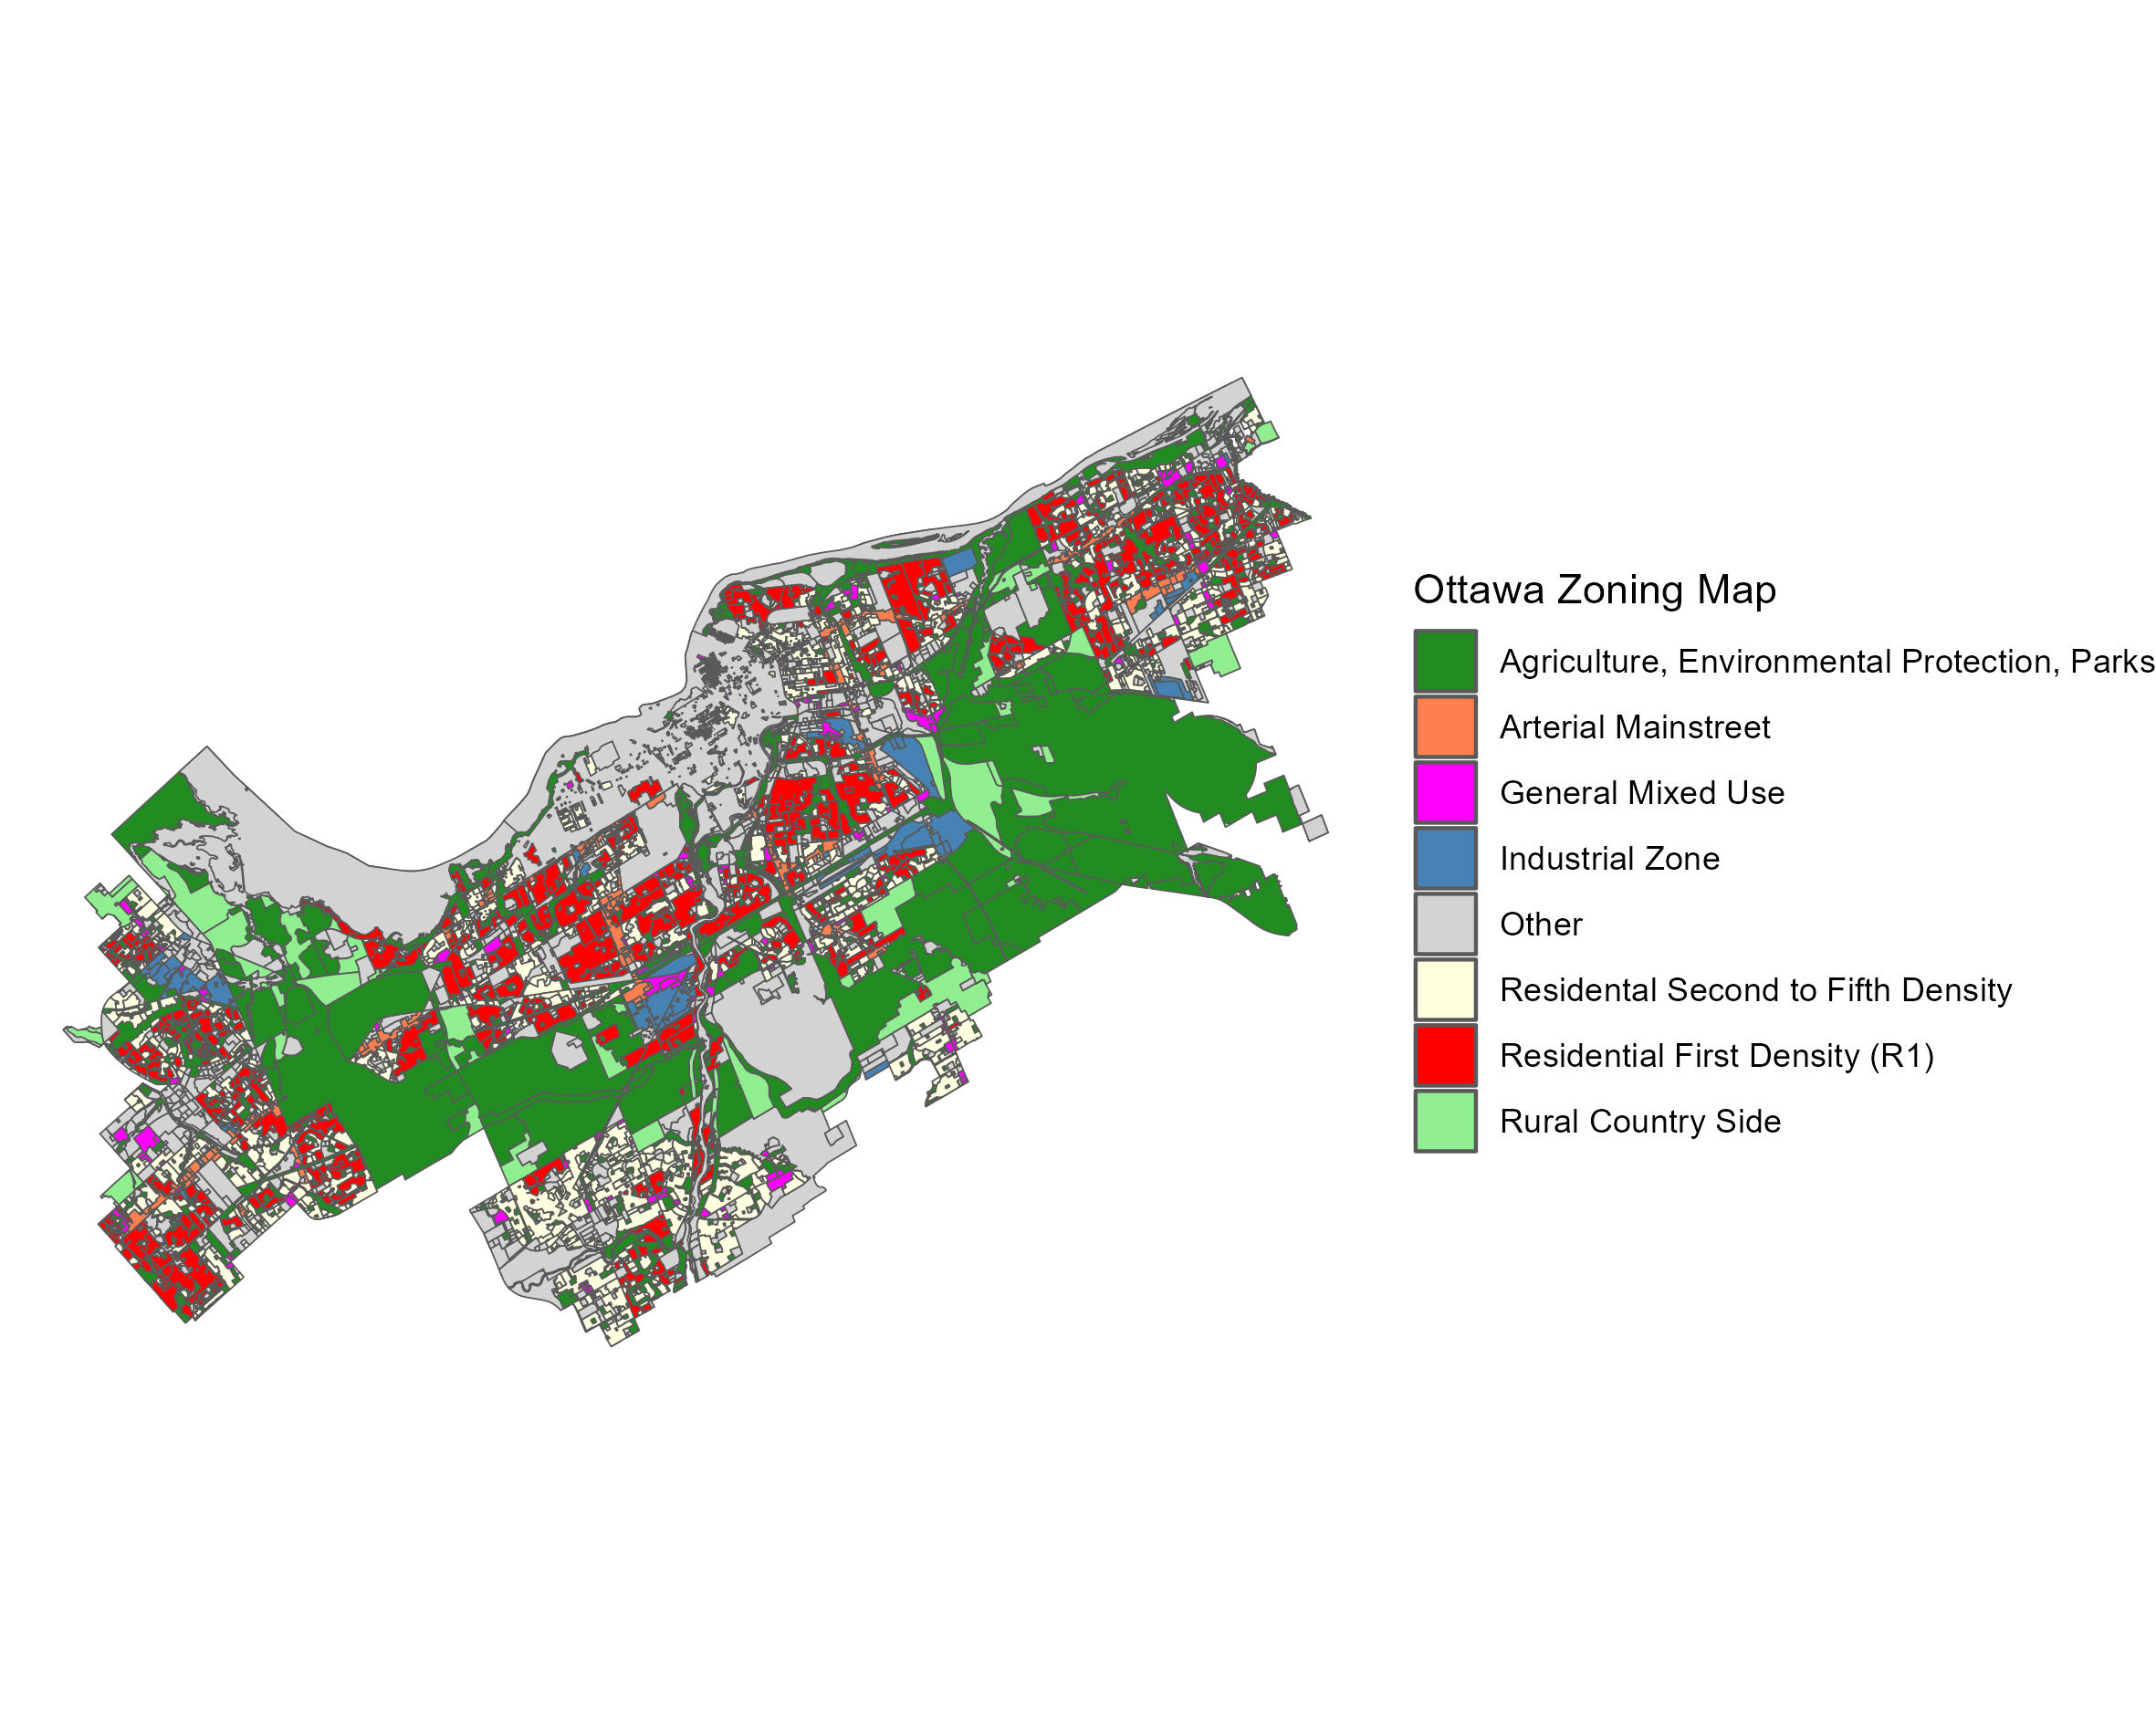 Ottawa Zoning Map
Agriculture, Environmental Protection, Parks
Arterial Mainstreet
General Mixed Use
Industrial Zone
Other
Residental Second to Fifth Density
Residential First Density (R1)
Rural Country Side